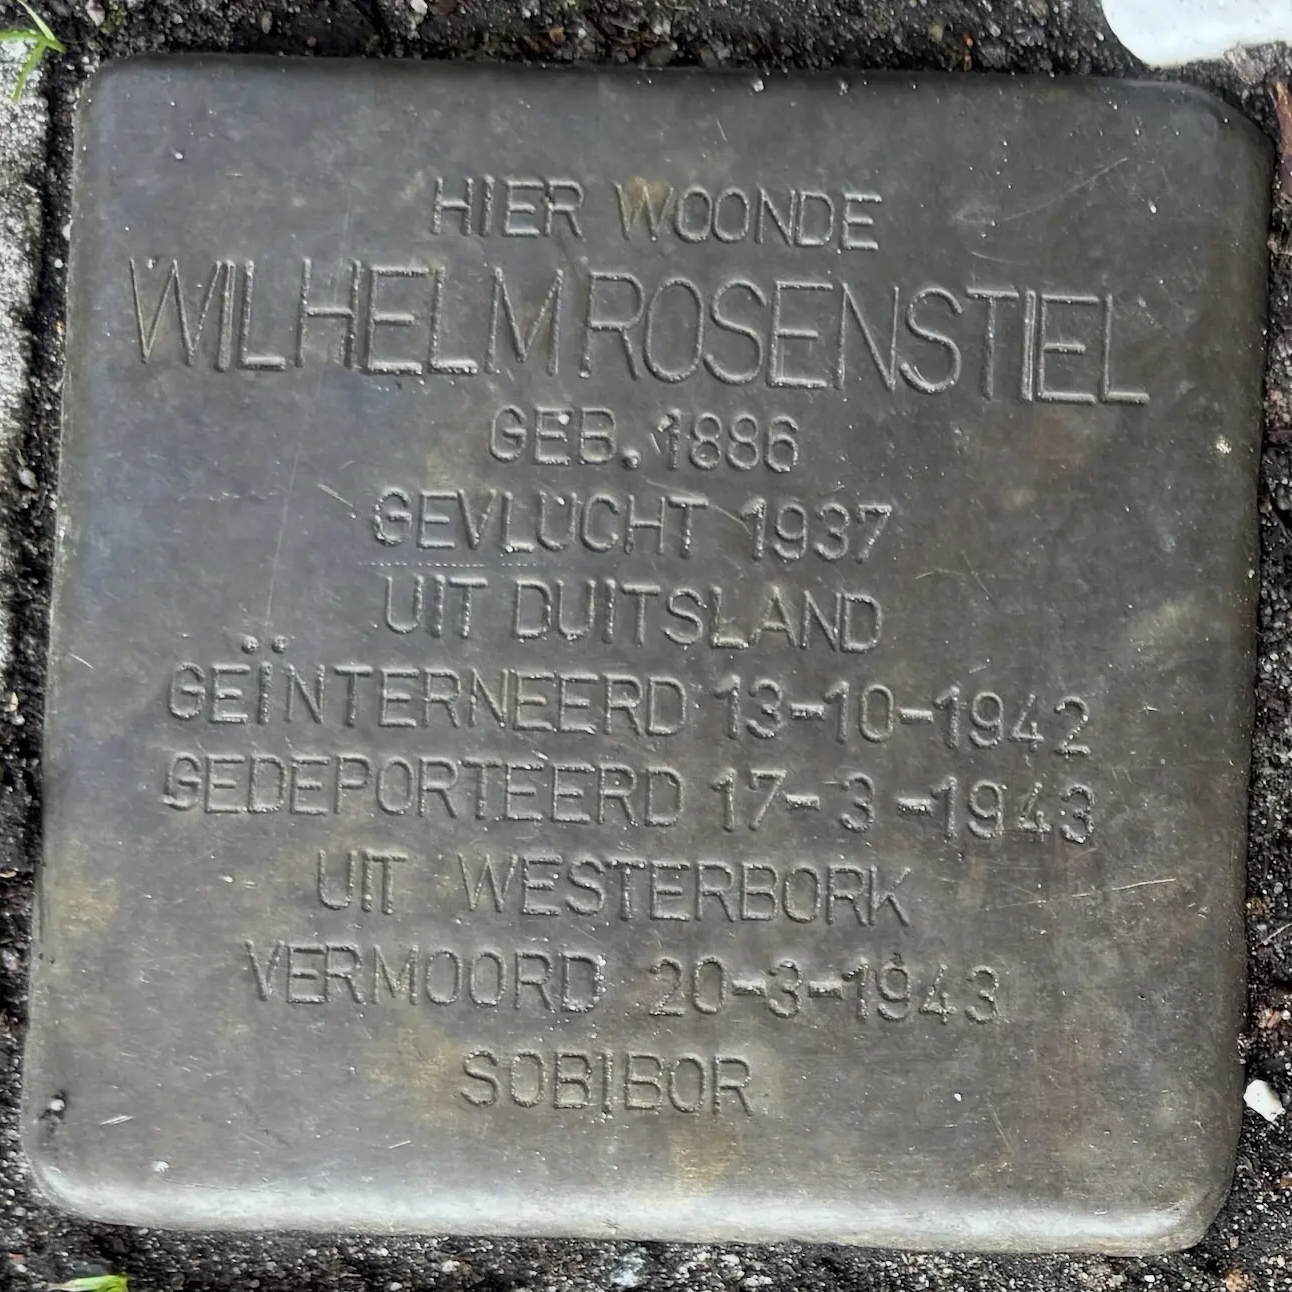 HIER WOONDE
WILHELM ROSENSTIEL
GEB. 1886
GEVLUCHT 1937
UIT DUITSLAND
GEÏNTERNEERD 13-10-1942
GEDEPORTEERD 17-3-1943
UIT WESTERBORK
VERMOORD 20-3-1943
SOBIBOR